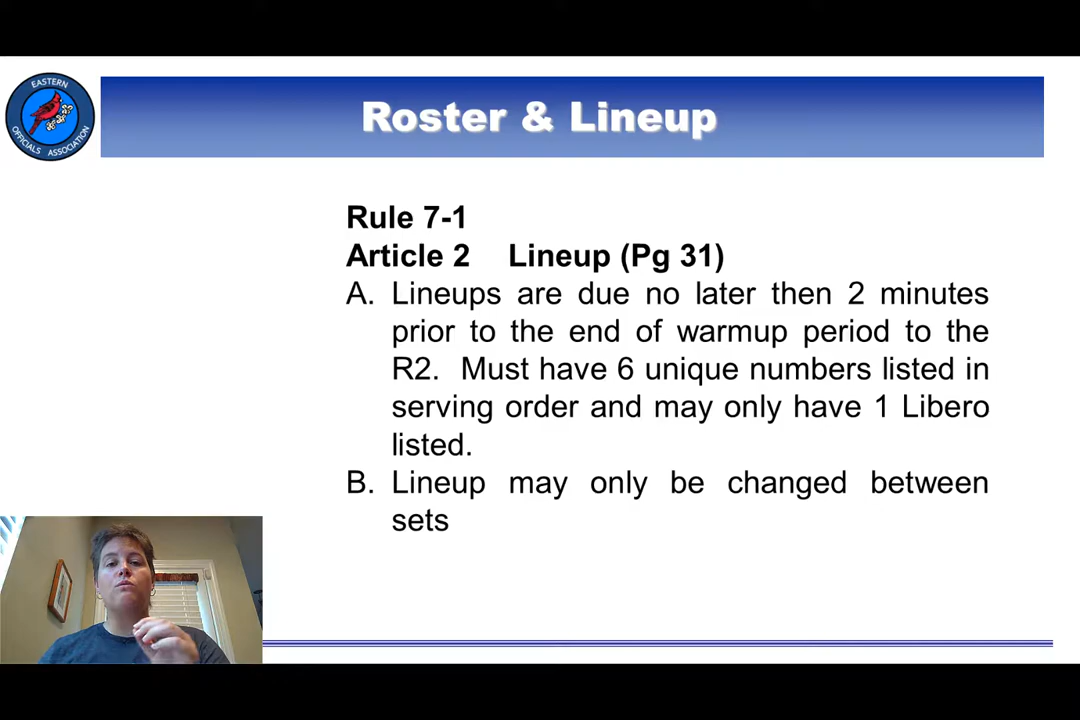 EASTERN
OFFICIALS ASSOCIATION
Roster & Lineup
Rule 7-1
Article 2 Lineup (Pg 31)
A. Lineups are due no later then 2 minutes
prior to the end of warmup period to the
R2. Must have 6 unique numbers listed in
serving order and may only have 1 Libero
listed.
B. Lineup may only be changed between
sets